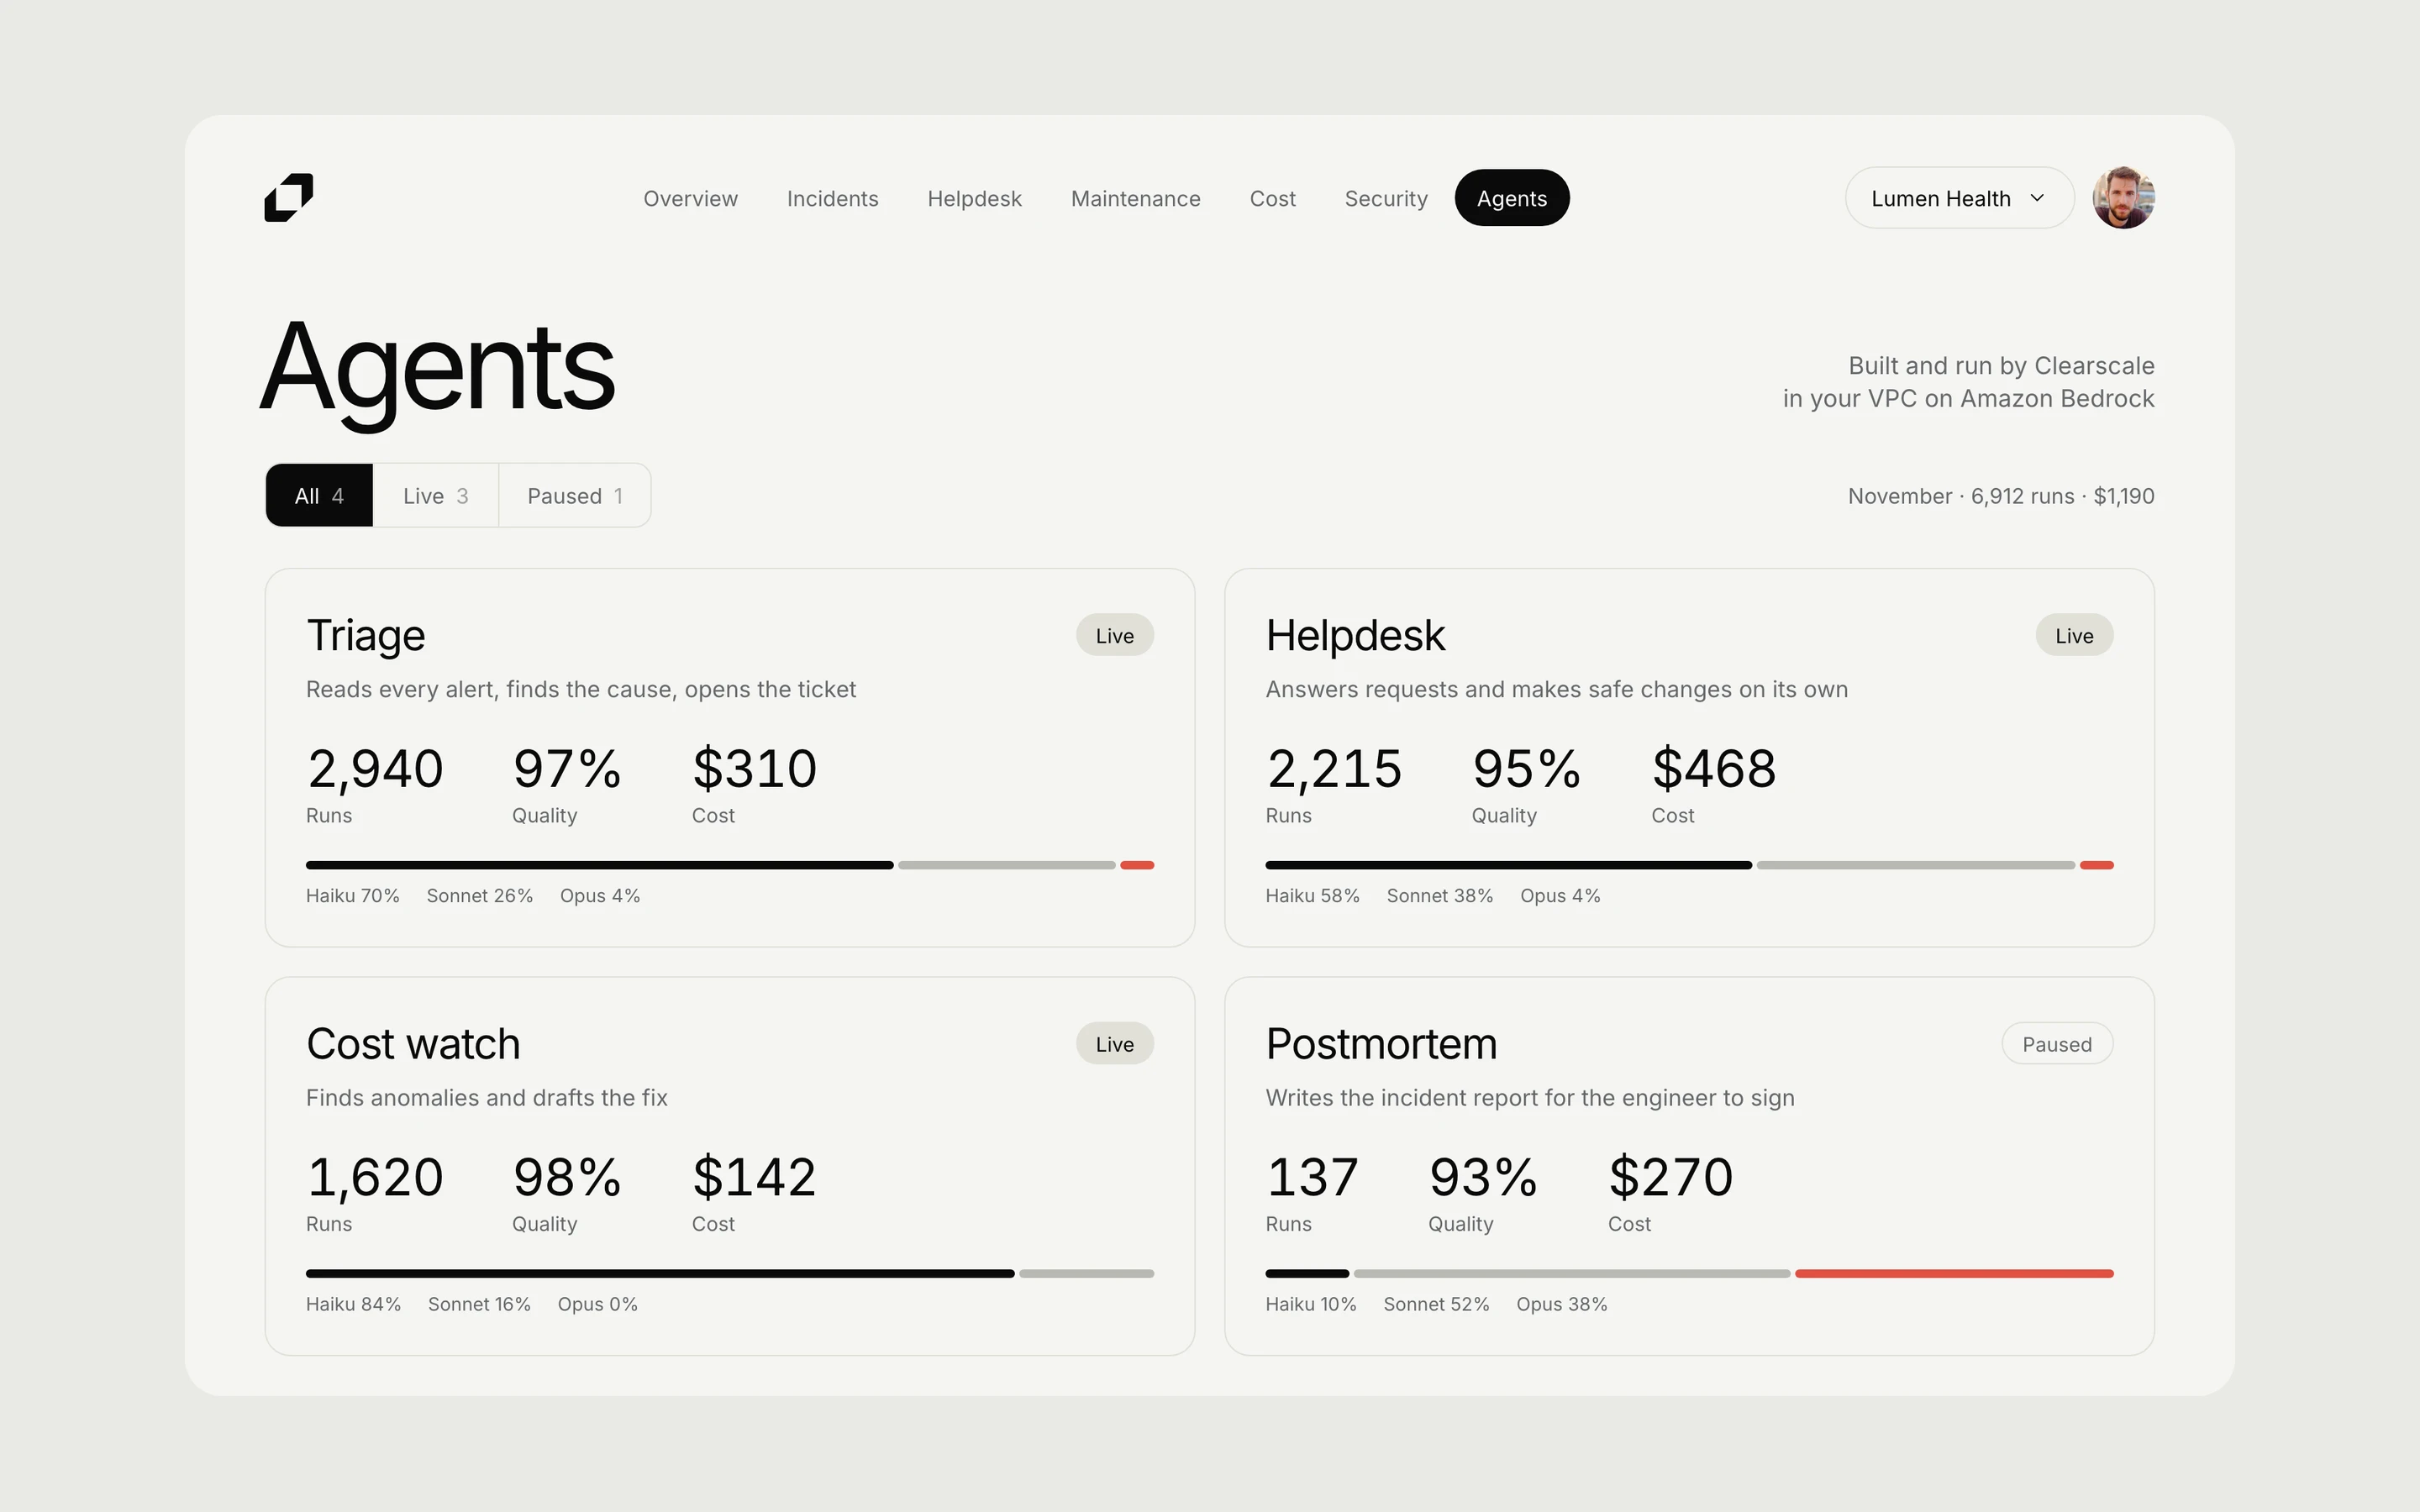 Overview Incidents Helpdesk Maintenance Cost Security Agents
Lumen Health
Agents
Built and run by Clearscale
in your VPC on Amazon Bedrock
All 4 Live 3 Paused 1
November · 6,912 runs · $1,190
Triage
Live
Reads every alert, finds the cause, opens the ticket
2,940 97% $310
Runs Quality Cost
Haiku 70% Sonnet 26% Opus 4%
Helpdesk
Live
Answers requests and makes safe changes on its own
2,215 95% $468
Runs Quality Cost
Haiku 58% Sonnet 38% Opus 4%
Cost watch
Live
Finds anomalies and drafts the fix
1,620 98% $142
Runs Quality Cost
Haiku 84% Sonnet 16% Opus 0%
Postmortem
Paused
Writes the incident report for the engineer to sign
137 93% $270
Runs Quality Cost
Haiku 10% Sonnet 52% Opus 38%